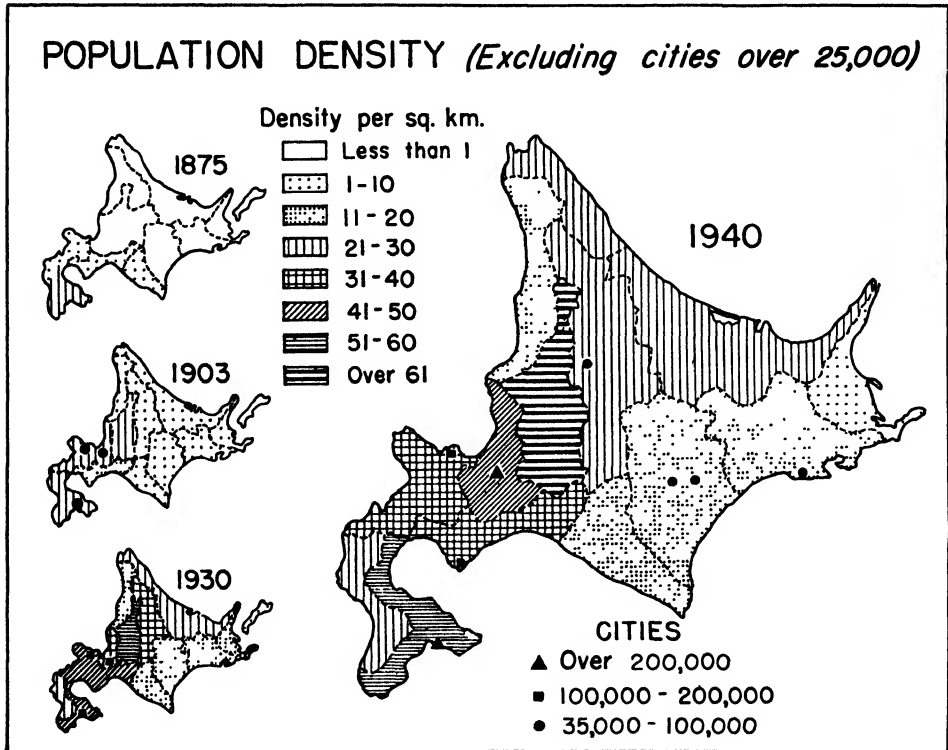 POPULATION DENSITY (Excluding cities over 25,000)
Density per sq. km.
Less than 1
1-10
11-20
21-30
31-40
41-50
51-60
Over 61
1875
1903
1930
1940
CITIES
Over 200,000
100,000 - 200,000
35,000 - 100,000